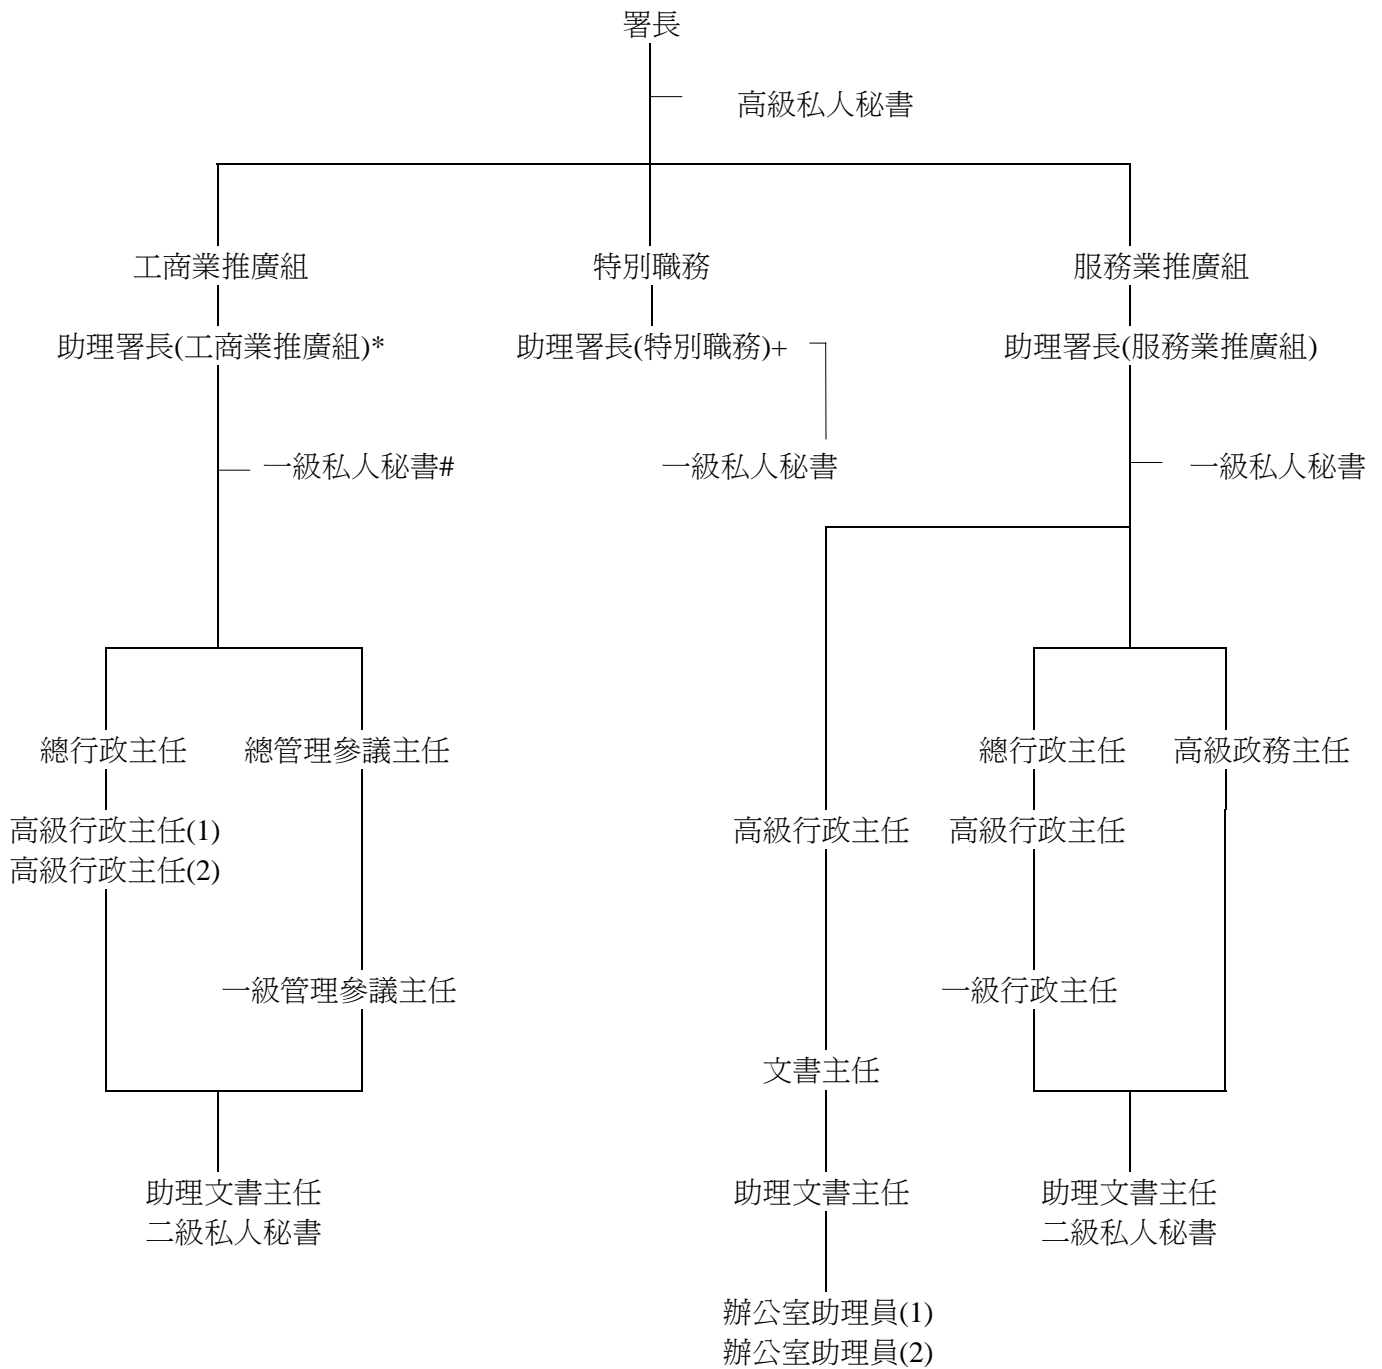 署長
高級私人秘書
工商業推廣組
特別職務
服務業推廣組
助理署長(工商業推廣組)*
助理署長(特別職務)+
助理署長(服務業推廣組)
一級私人秘書#
一級私人秘書
一級私人秘書
總行政主任
總管理參議主任
總行政主任
高級政務主任
高級行政主任(1)
高級行政主任(2)
高級行政主任
高級行政主任
一級管理參議主任
一級行政主任
文書主任
助理文書主任
二級私人秘書
助理文書主任
助理文書主任
二級私人秘書
辦公室助理員(1)
辦公室助理員(2)